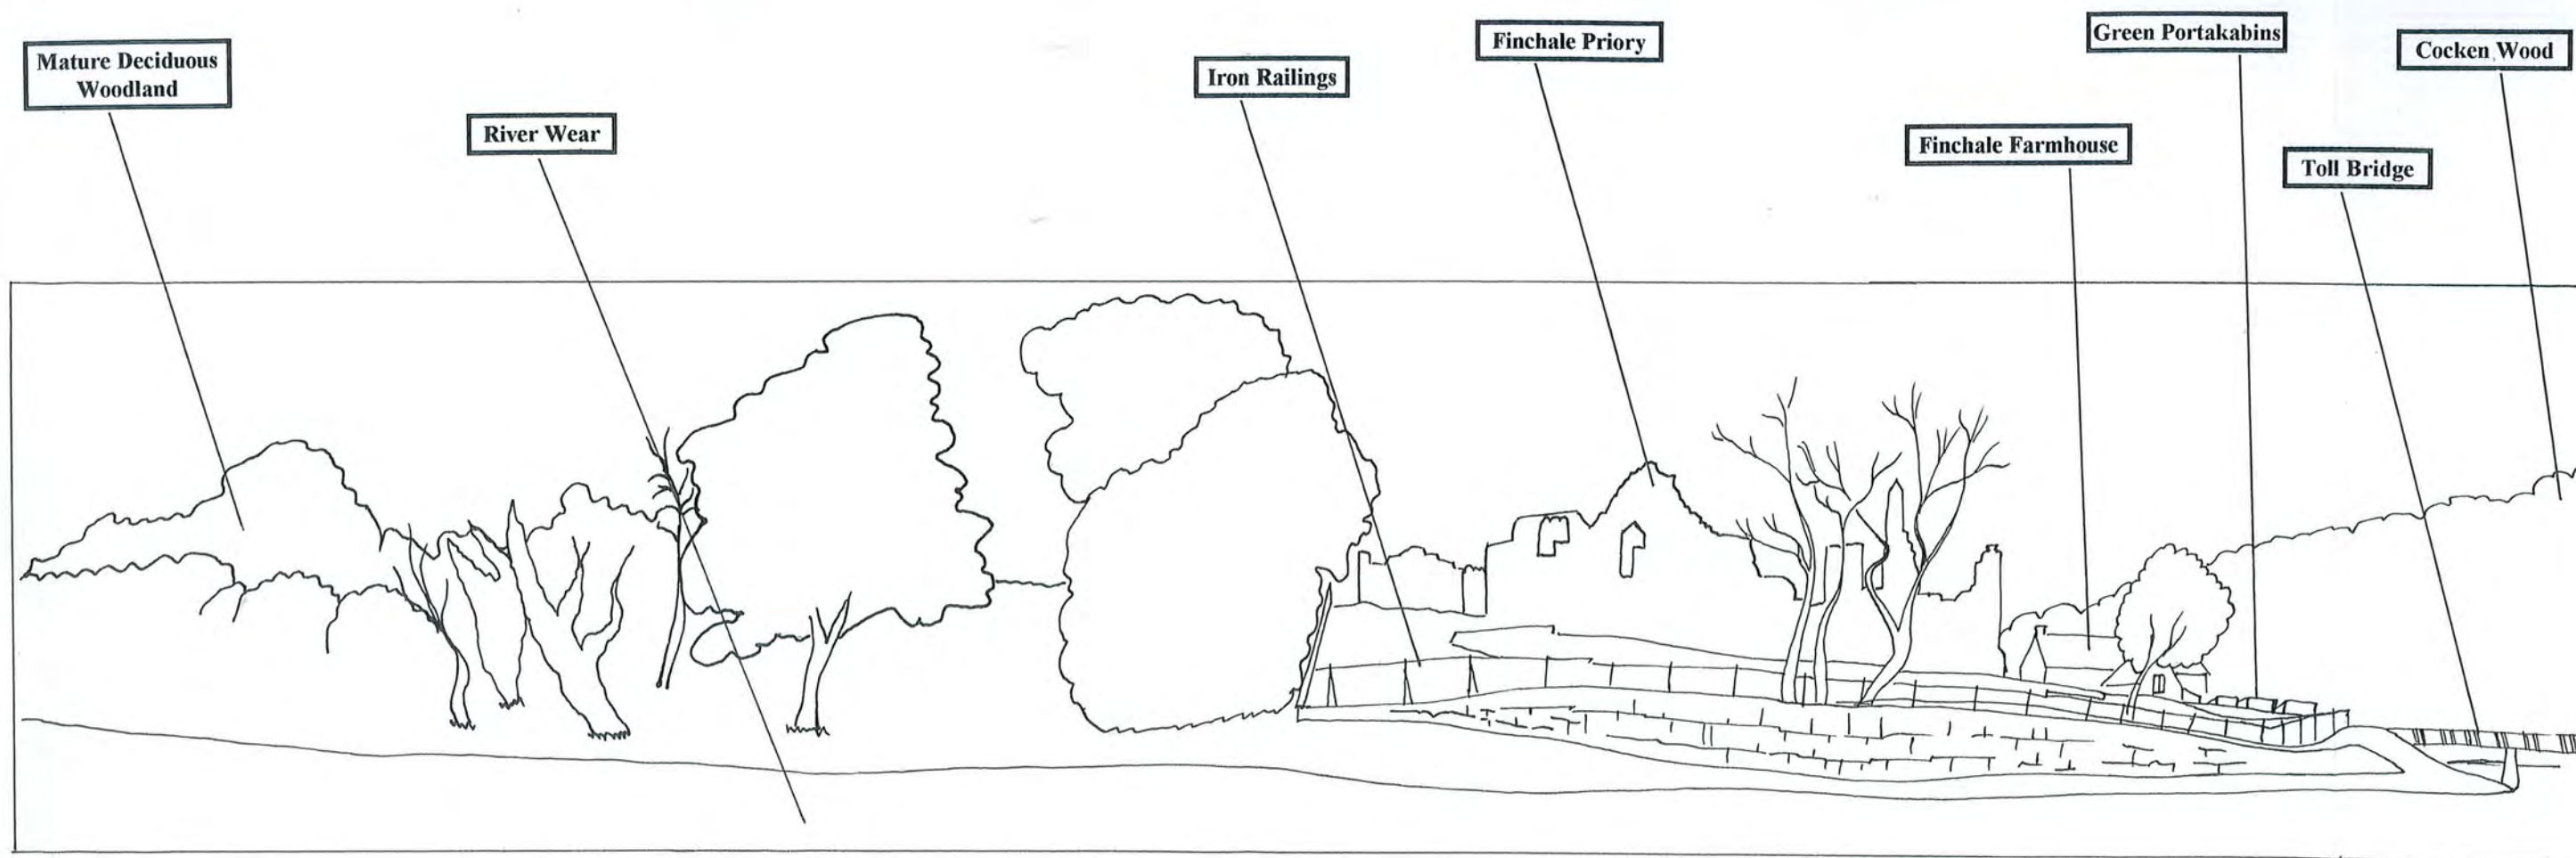 Mature Deciduous
Woodland
River Wear
Iron Railings
Finchale Priory
Finchale Farmhouse
Green Portakabins
Toll Bridge
Cocken Wood